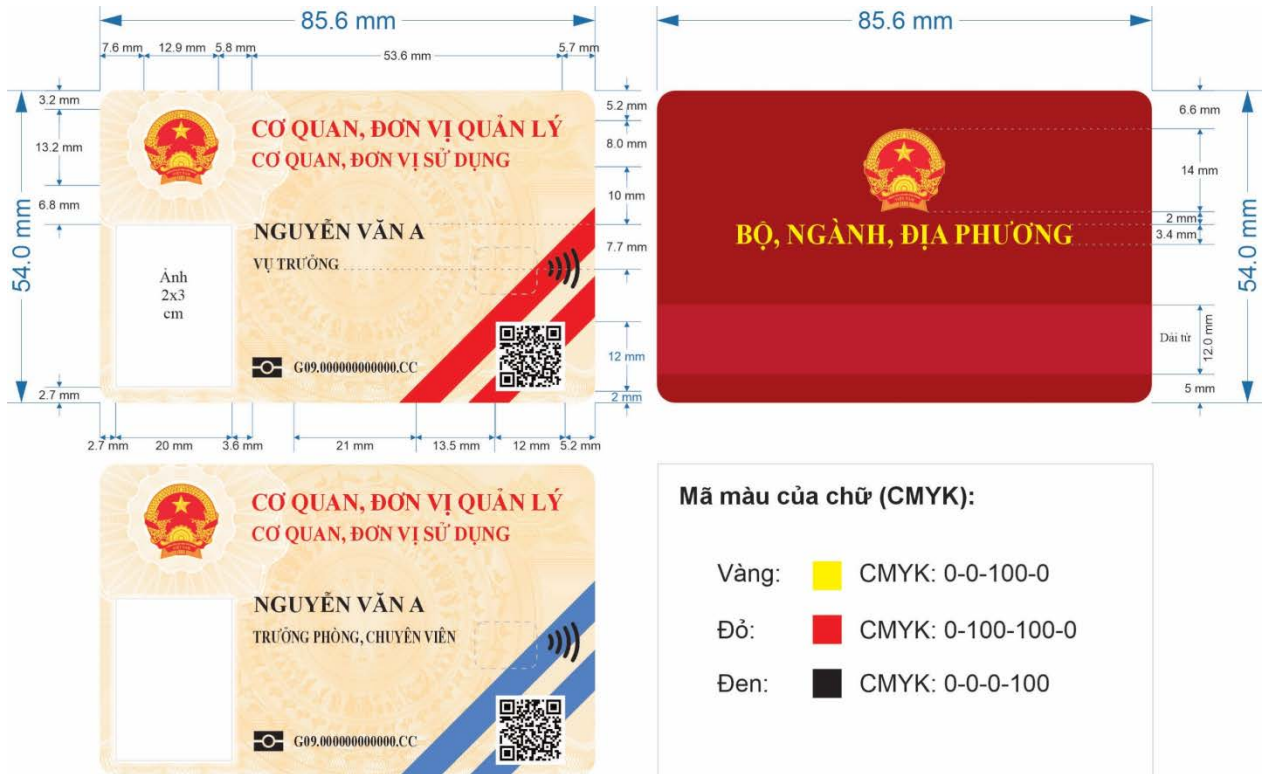 85.6 mm
85.6 mm
7.6 mm
12.9 mm
5.8 mm
53.6 mm
5.7 mm
3.2 mm
13.2 mm
6.8 mm
54.0 mm
2.7 mm
CƠ QUAN, ĐƠN VỊ QUẢN LÝ
CƠ QUAN, ĐƠN VỊ SỬ DỤNG
NGUYỄN VĂN A
VỤ TRƯỞNG
Ảnh
2x3
cm
G09.000000000000.CC
5.2 mm
8.0 mm
10 mm
7.7 mm
12 mm
2 mm
2.7 mm
20 mm
3.6 mm
21 mm
13.5 mm
12 mm
5.2 mm
BỘ, NGÀNH, ĐỊA PHƯƠNG
6.6 mm
14 mm
2 mm
3.4 mm
54.0 mm
Dải từ
12.0 mm
5 mm
CƠ QUAN, ĐƠN VỊ QUẢN LÝ
CƠ QUAN, ĐƠN VỊ SỬ DỤNG
NGUYỄN VĂN A
TRƯỞNG PHÒNG, CHUYÊN VIÊN
G09.000000000000.CC
Mã màu của chữ (CMYK):
Vàng: CMYK: 0-0-100-0
Đỏ: CMYK: 0-100-100-0
Đen: CMYK: 0-0-0-100